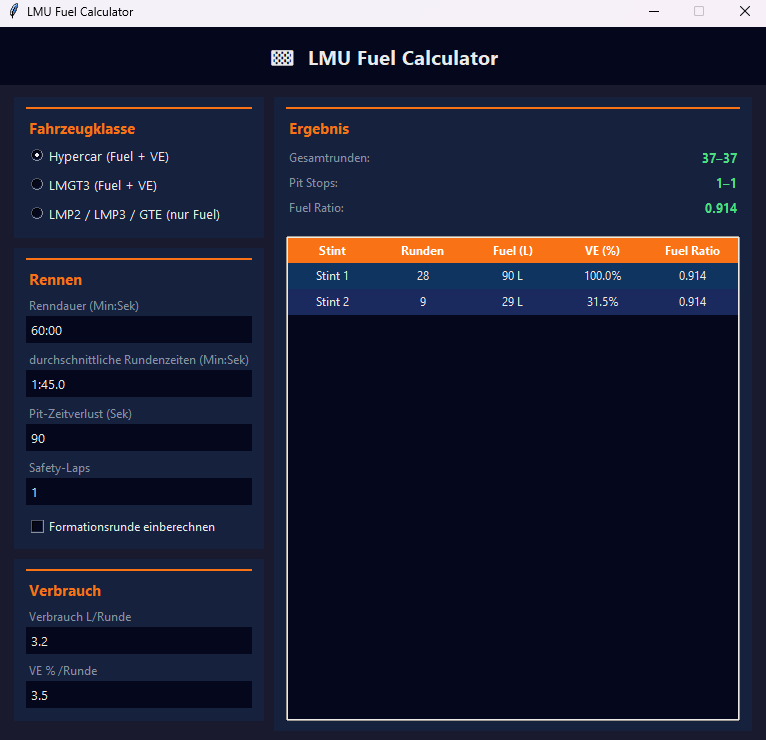 LMU Fuel Calculator
LMU Fuel Calculator
Fahrzeugklasse
Hypercar (Fuel + VE)
LMGT3 (Fuel + VE)
LMP2 / LMP3 / GTE (nur Fuel)
Rennen
Renndauer (Min:Sek)
60:00
durchschnittliche Rundenzeiten (Min:Sek)
1:45.0
Pit-Zeitverlust (Sek)
90
Safety-Laps
1
Formationsrunde einberechnen
Verbrauch
Verbrauch L/Runde
3.2
VE % /Runde
3.5
Ergebnis
Gesamtrunden: 37–37
Pit Stops: 1–1
Fuel Ratio: 0.914
Stint Runden Fuel (L) VE (%) Fuel Ratio
Stint 1 28 90 L 100.0% 0.914
Stint 2 9 29 L 31.5% 0.914